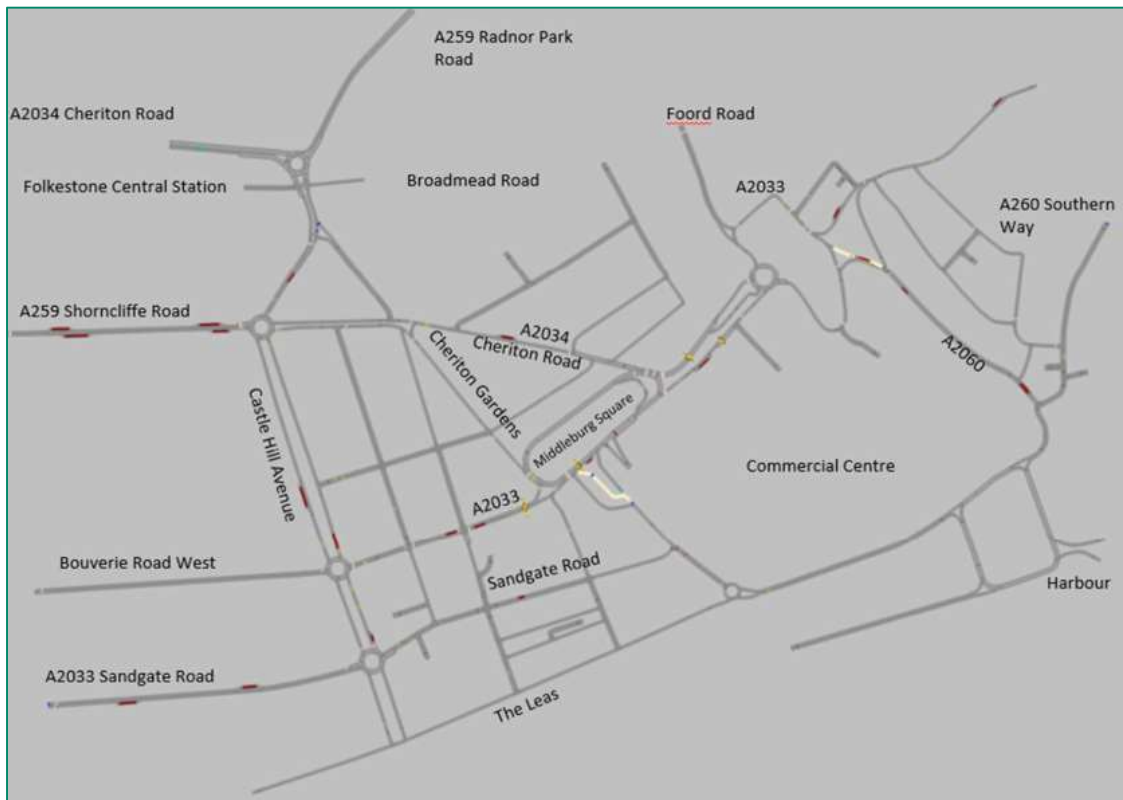 A259 Radnor Park
Road
A2034 Cheriton Road
Foord Road
Folkestone Central Station
Broadmead Road
A2033
A260 Southern
Way
A259 Shorncliffe Road
A2034
Cheriton Road
Cheriton Gardens
A2060
Castle Hill Avenue
Middleburg Square
Commercial Centre
A2033
Bouverie Road West
Sandgate Road
Harbour
A2033 Sandgate Road
The Leas